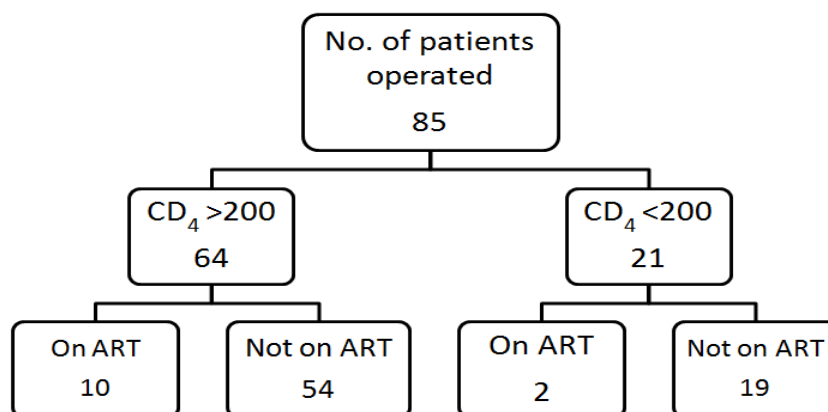 No. of patients
operated
85
CD4 >200
64
CD4 <200
21
On ART
10
Not on ART
54
On ART
2
Not on ART
19